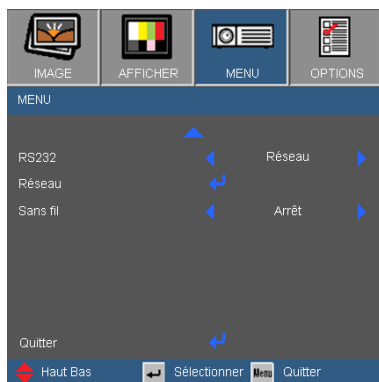 IMAGE AFFICHER MENU OPTIONS
MENU
RS232 Réseau
Réseau
Sans fil Arrêt
Quitter
Haut Bas Sélectionner Menu Quitter